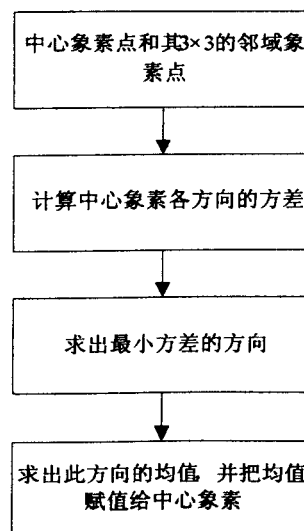 中心象素点和其3×3的邻域象
素点
计算中心象素各方向的方差
求出最小方差的方向
求出此方向的均值，并把均值
赋值给中心象素